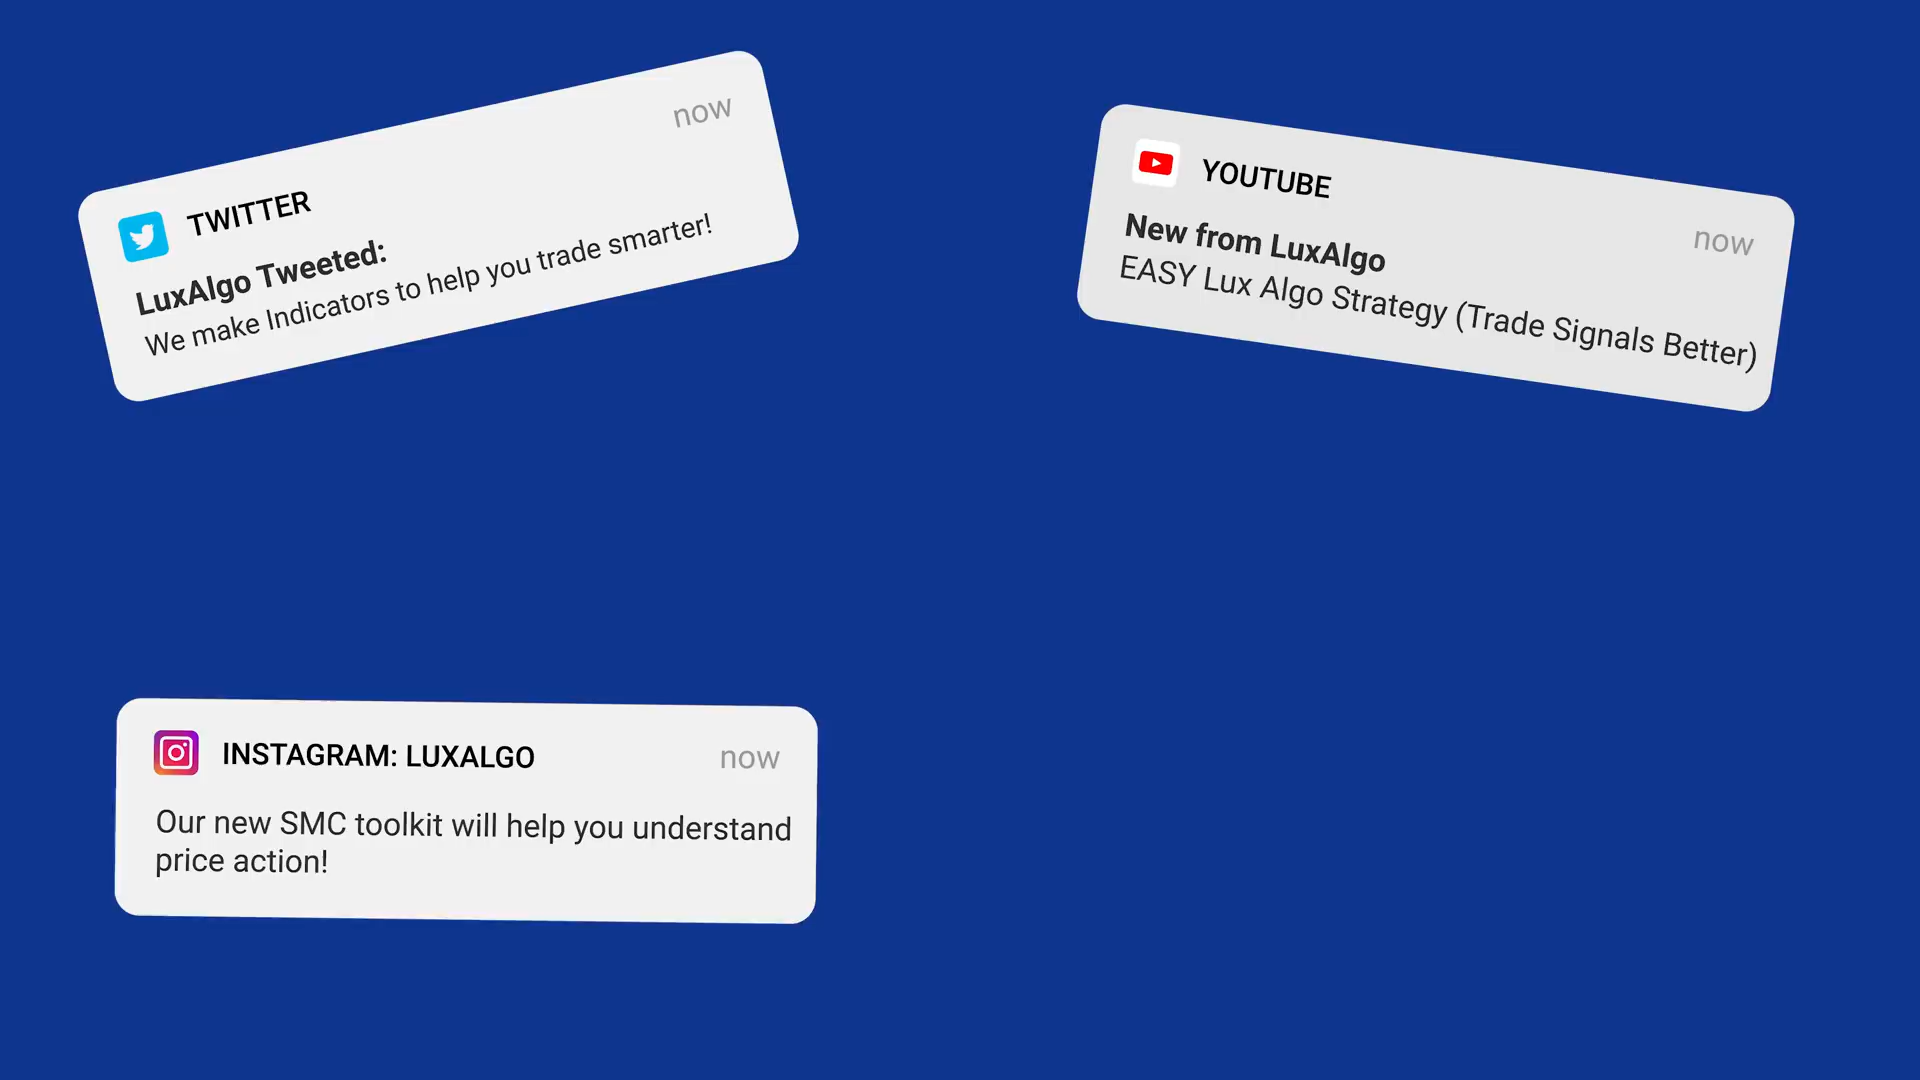 TWITTER
now
LuxAlgo Tweeted:
We make Indicators to help you trade smarter!
YOUTUBE
now
New from LuxAlgo
EASY Lux Algo Strategy (Trade Signals Better)
INSTAGRAM: LUXALGO
now
Our new SMC toolkit will help you understand
price action!